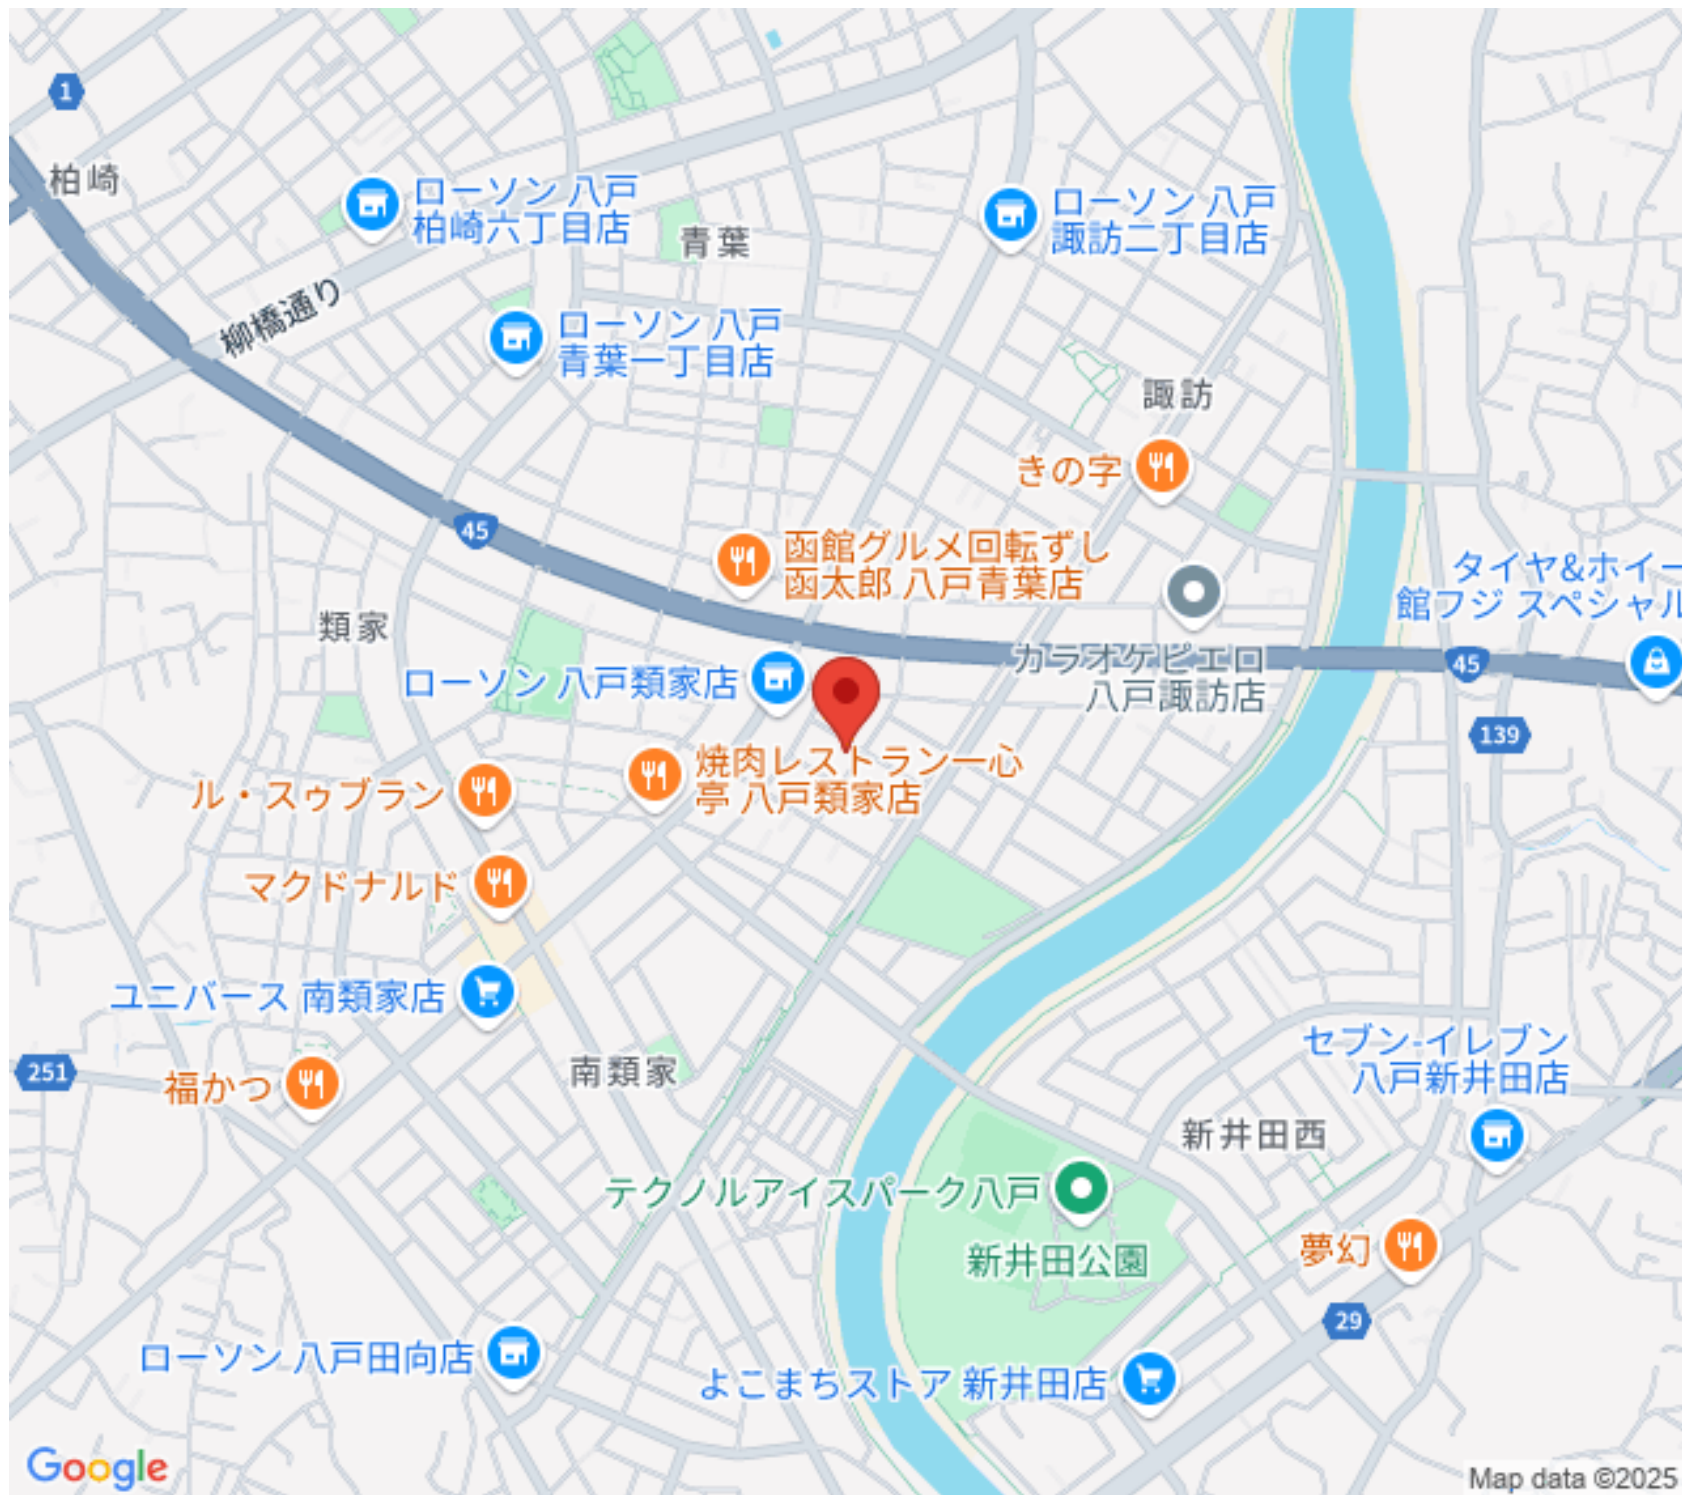 1
柏崎
ローソン 八戸
柏崎六丁目店
ローソン 八戸
諏訪二丁目店
青葉
柳橋通り
ローソン 八戸
青葉一丁目店
諏訪
きの字
45
函館グルメ回転ずし
函太郎 八戸青葉店
タイヤ&ホイー
館フジ スペシャル
類家
カラオケピエロ
八戸諏訪店
45
ローソン 八戸類家店
139
焼肉レストラン一心
亭 八戸類家店
ル・スゥブラン
マクドナルド
ユニバース 南類家店
セブン-イレブン
八戸新井田店
251
福かつ
南類家
新井田西
テクノルアイスパーク八戸
新井田公園
夢幻
29
ローソン 八戸田向店
よこまちストア 新井田店
Google
Map data ©2025